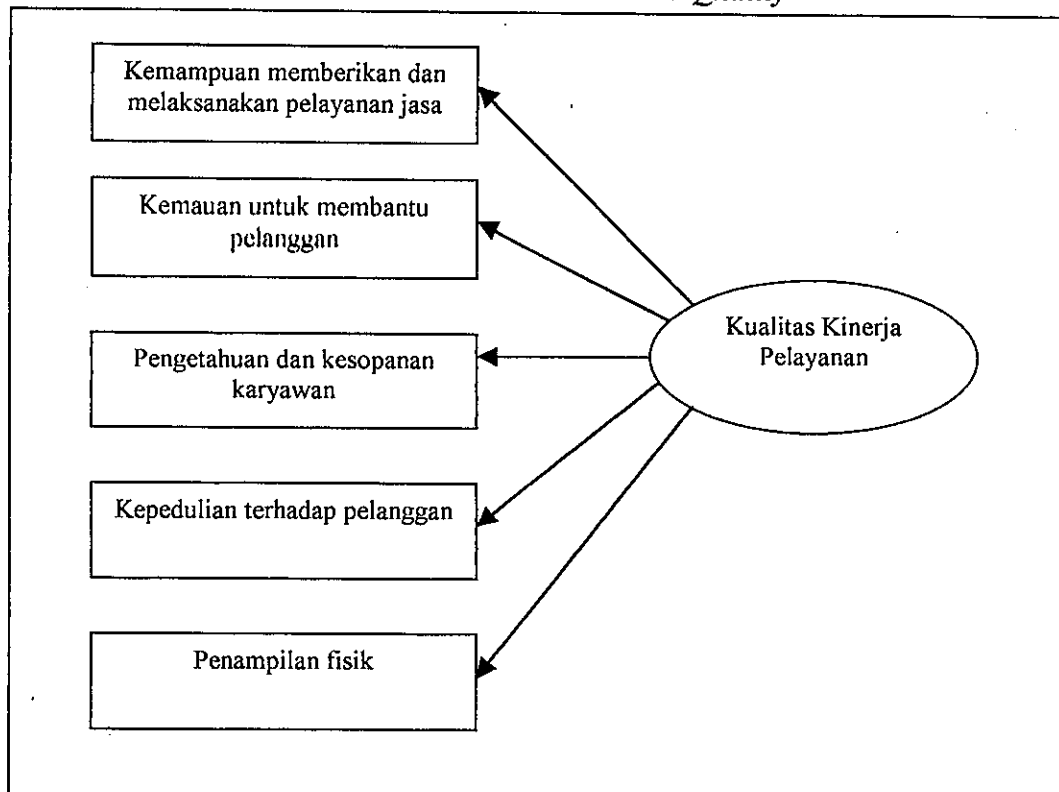 Quality
Kemampuan memberikan dan
melaksanakan pelayanan jasa
Kemauan untuk membantu
pelanggan
Pengetahuan dan kesopanan
karyawan
Kepedulian terhadap pelanggan
Penampilan fisik
Kualitas Kinerja
Pelayanan